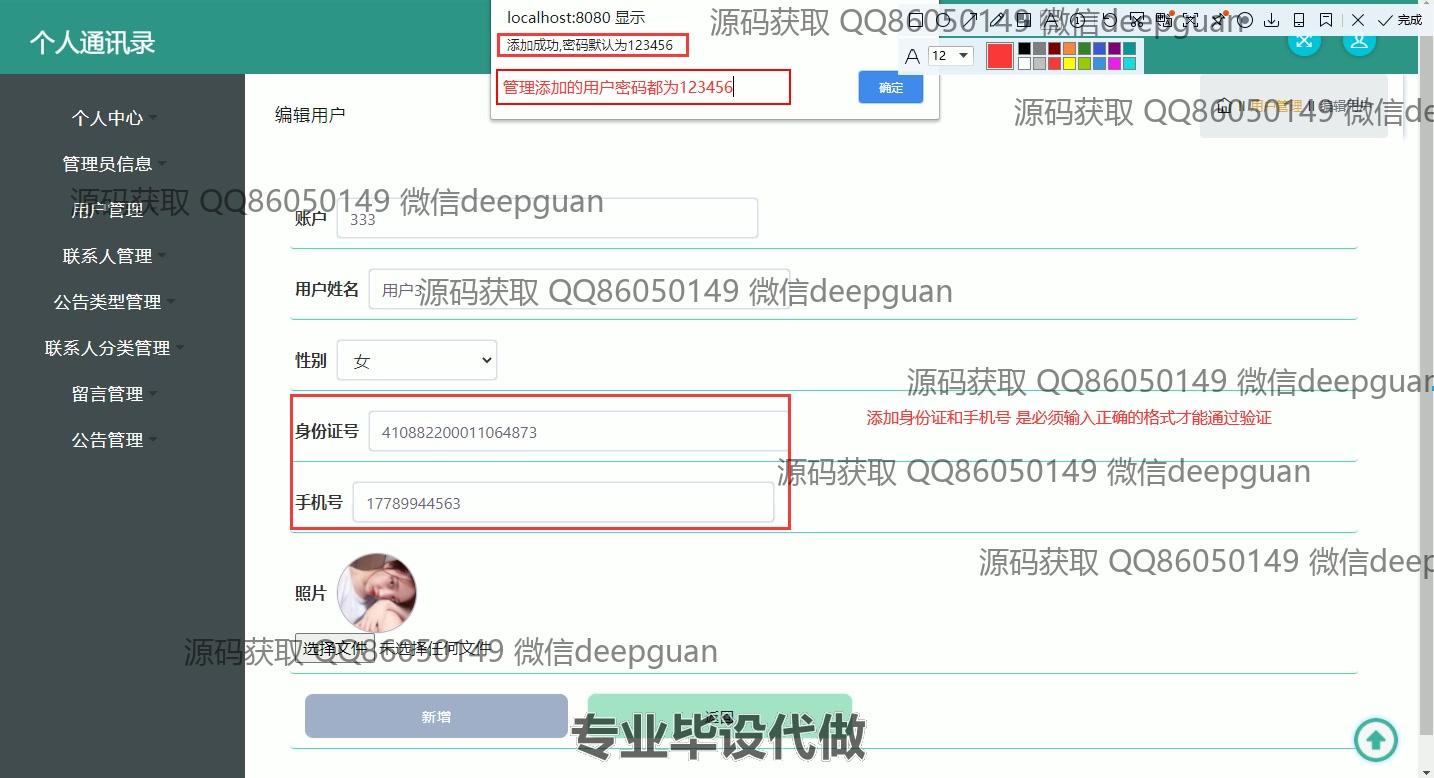 localhost:8080 显示
源码获取 QQ86050149 微信deepguan
完成
个人通讯录
添加成功,密码默认为123456
12
管理添加的用户密码都为123456
确定
编辑用户
用户管理
编辑用户
源码获取 QQ86050149 微信de
个人中心
管理员信息
源码获取 QQ86050149 微信deepguan
用户管理
账户
333
联系人管理
用户姓名
用户3
源码获取 QQ86050149 微信deepguan
公告类型管理
联系人分类管理
性别
女
源码获取 QQ86050149 微信deepguar
留言管理
添加身份证和手机号 是必须输入正确的格式才能通过验证
公告管理
身份证号
410882200011064873
源码获取 QQ86050149 微信deepguan
手机号
17789944563
源码获取 QQ86050149 微信deep
照片
选择文件
未选择任何文件
源码获取 QQ86050149 微信deepguan
新增
返回
专业毕设代做